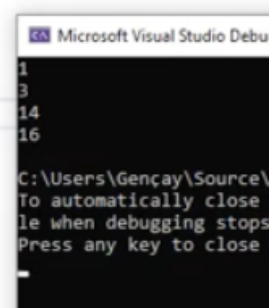 Microsoft Visual Studio Debu
1
3
14
16
C:\Users\Gençay\Source\
To automatically close
le when debugging stops
Press any key to close